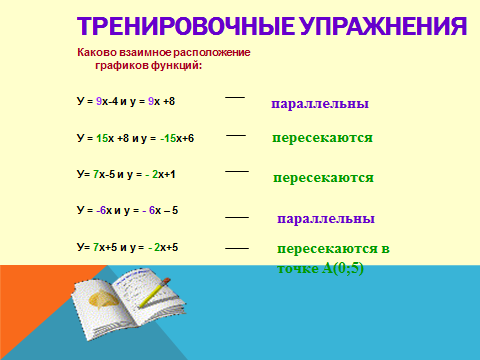 ТРЕНИРОВОЧНЫЕ УПРАЖНЕНИЯ
Каково взаимное расположение
графиков функций:
У = 9х-4 и у = 9х +8 — параллельны
У = 15х +8 и у = -15х+6 — пересекаются
У= 7х-5 и у = - 2х+1 — пересекаются
У = -6х и у = - 6х – 5 — параллельны
У= 7х+5 и у = - 2х+5 — пересекаются в
точке А(0;5)